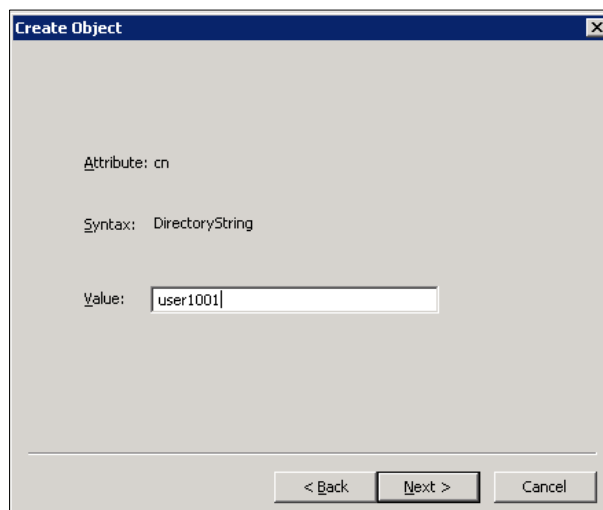 Create Object
Attribute: cn
Syntax: DirectoryString
Value: user1001
< Back Next > Cancel